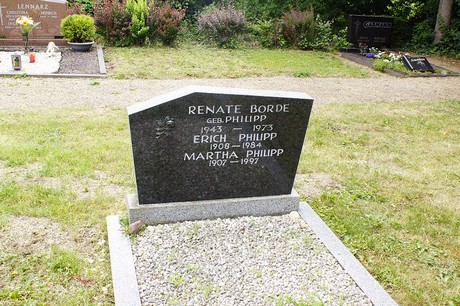 LENNARZ
RENATE BORDE
GEB. PHILIPP
1943 — 1973
ERICH PHILIPP
1908 — 1984
MARTHA PHILIPP
1907 — 1997